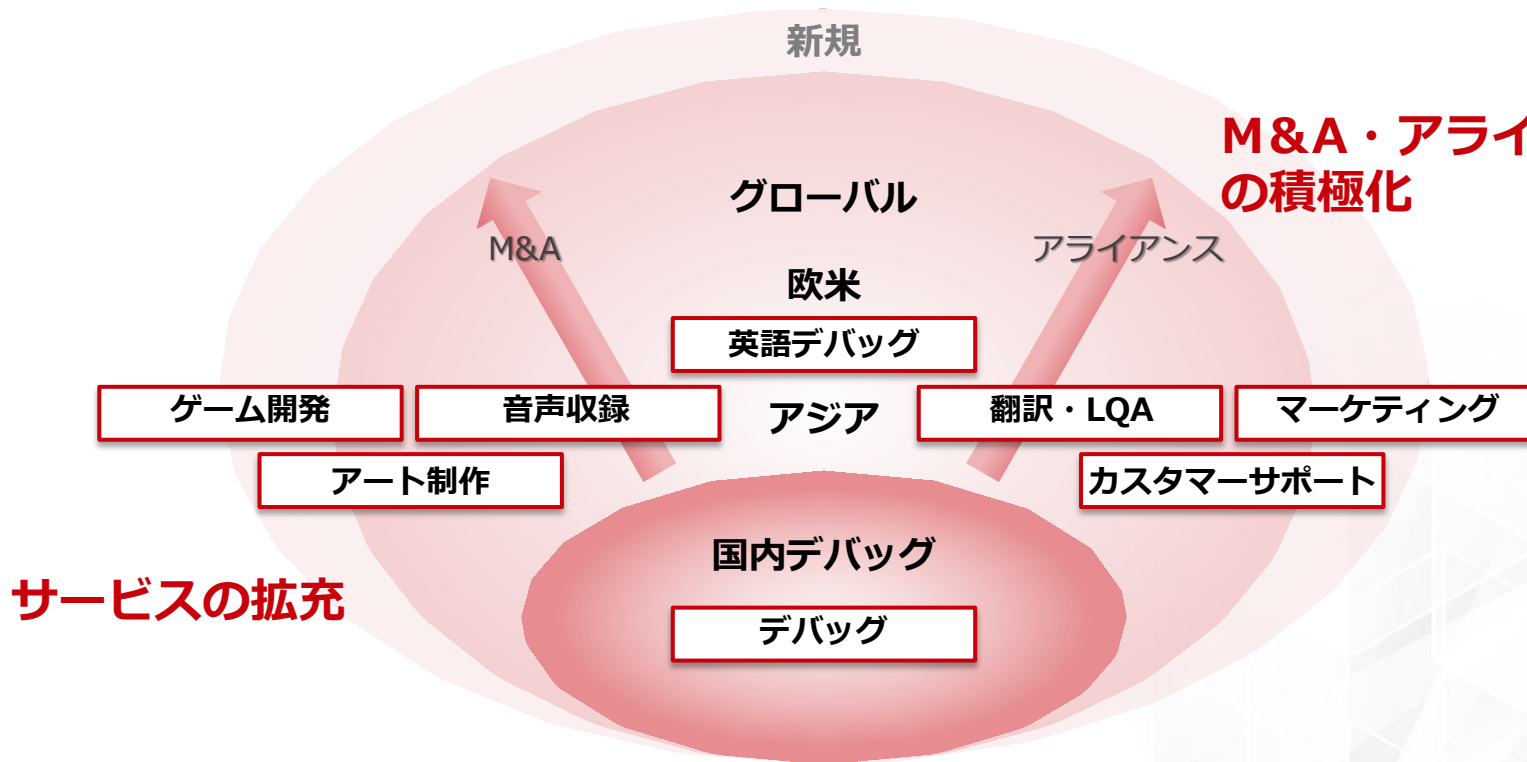 新規
M&A・アライ
の積極化
グローバル
M&A
アライアンス
欧米
英語デバッグ
ゲーム開発
音声収録
アジア
翻訳・LQA
マーケティング
アート制作
カスタマーサポート
国内デバッグ
サービスの拡充
デバッグ